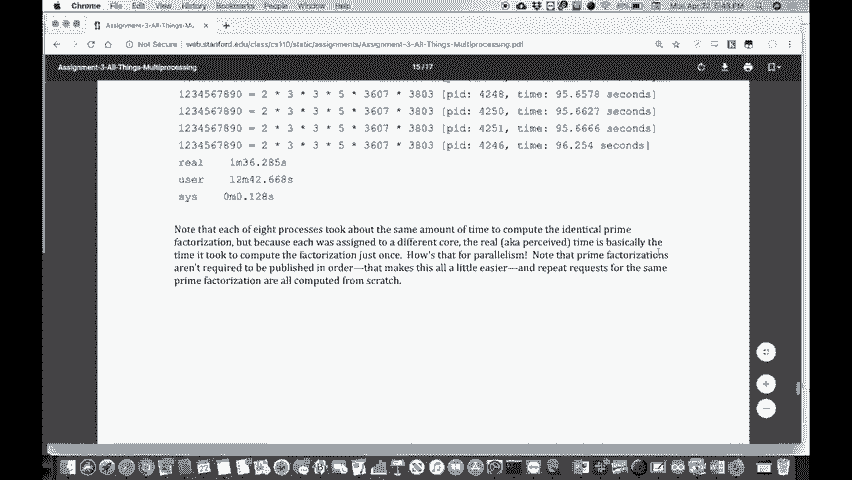 Chrome File Edit View History Bookmarks People Window Help
Assignment-3-All-Things-Mu
Not Secure web.stanford.edu/class/cs110/static/assignments/Assignment-3-All-Things-Multiprocessing.pdf
Assignment-3-All-Things-Multiprocessing 15 / 17
1234567890 = 2 * 3 * 3 * 5 * 3607 * 3803 [pid: 4248, time: 95.6578 seconds]
1234567890 = 2 * 3 * 3 * 5 * 3607 * 3803 [pid: 4250, time: 95.6627 seconds]
1234567890 = 2 * 3 * 3 * 5 * 3607 * 3803 [pid: 4251, time: 95.6666 seconds]
1234567890 = 2 * 3 * 3 * 5 * 3607 * 3803 [pid: 4246, time: 96.254 seconds]
real 1m36.285s
user 12m42.668s
sys 0m0.128s
Note that each of eight processes took about the same amount of time to compute the identical prime
factorization, but because each was assigned to a different core, the real (aka perceived) time is basically the
time it took to compute the factorization just once. How's that for parallelism! Note that prime factorizations
aren't required to be published in order—that makes this all a little easier—and repeat requests for the same
prime factorization are all computed from scratch.